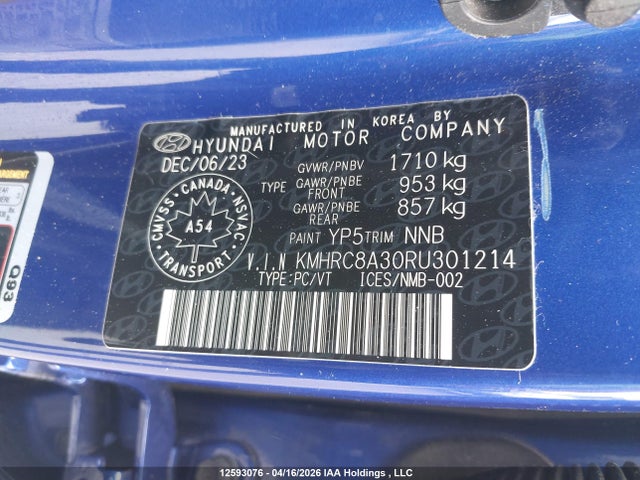 MANUFACTURED IN KOREA BY
HYUNDAI MOTOR COMPANY
DEC/06/23
GVWR/PNBV 1710 kg
TYPE GAWR/PNBE FRONT 953 kg
GAWR/PNBE REAR 857 kg
CANADA
CMVSS NSVAC
A54
TRANSPORT
PAINT YP5 TRIM NNB
V.I.N KMHRC8A30RU301214
TYPE:PC/VT ICES/NMB-002
Q93
12593076 - 04/16/2026 IAA Holdings , LLC